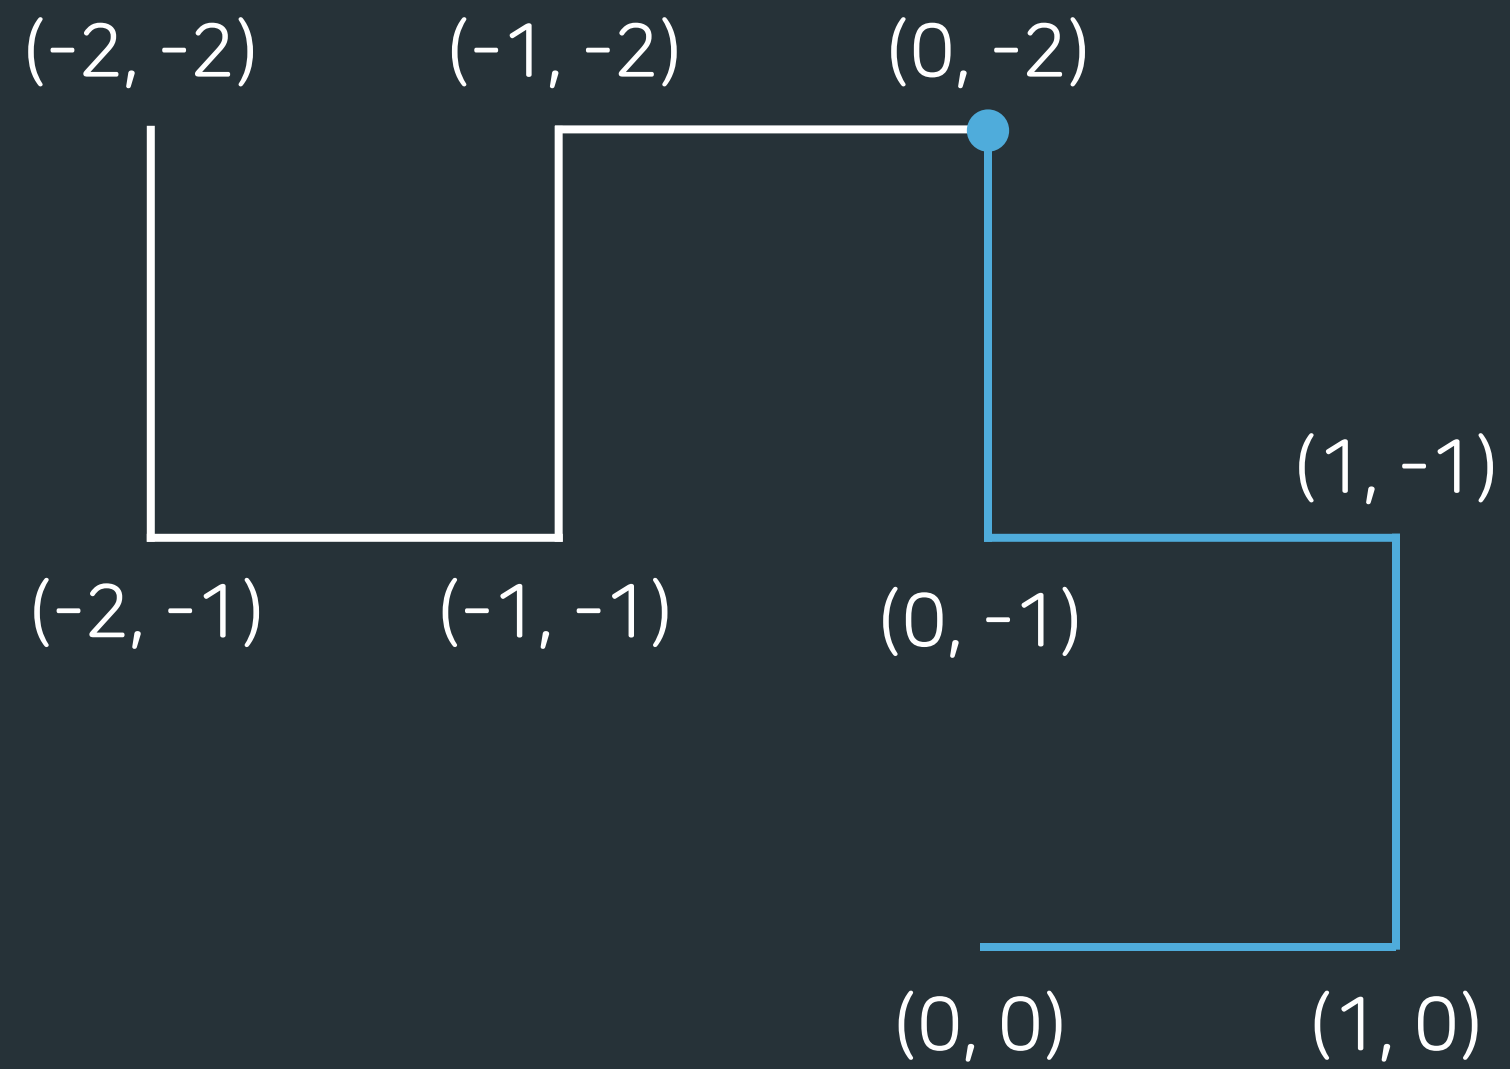 (-2, -2) (-1, -2) (0, -2)
(1, -1)
(-2, -1) (-1, -1) (0, -1)
(0, 0) (1, 0)